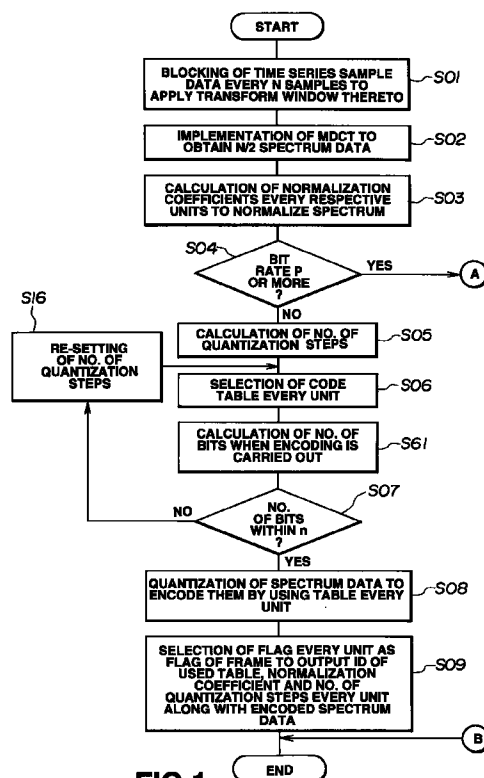 START
BLOCKING OF TIME SERIES SAMPLE
DATA EVERY N SAMPLES TO
APPLY TRANSFORM WINDOW THERETO
S01
IMPLEMENTATION OF MDCT TO
OBTAIN N/2 SPECTRUM DATA
S02
CALCULATION OF NORMALIZATION
COEFFICIENTS EVERY RESPECTIVE
UNITS TO NORMALIZE SPECTRUM
S03
S04
BIT
RATE P
OR MORE
?
YES
A
NO
S16
RE-SETTING
OF NO. OF
QUANTIZATION
STEPS
CALCULATION OF NO. OF
QUANTIZATION STEPS
S05
SELECTION OF CODE
TABLE EVERY UNIT
S06
CALCULATION OF NO. OF
BITS WHEN ENCODING IS
CARRIED OUT
S61
NO
NO.
OF BITS
WITHIN n
?
S07
YES
QUANTIZATION OF SPECTRUM DATA TO
ENCODE THEM BY USING TABLE EVERY
UNIT
S08
SELECTION OF FLAG EVERY UNIT AS
FLAG OF FRAME TO OUTPUT ID OF
USED TABLE, NORMALIZATION
COEFFICIENT AND NO. OF
QUANTIZATION STEPS EVERY UNIT
ALONG WITH ENCODED SPECTRUM
DATA
S09
B
END
FIG.1